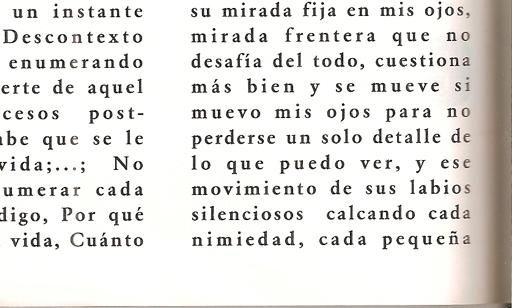 un instante
Descontexto
enumerando
erte de aquel
cesos post-
abe que se le
vida;...; No
umerar cada
digo, Por qué
vida, Cuánto
su mirada fija en mis ojos,
mirada frentera que no
desafía del todo, cuestiona
más bien y se mueve si
muevo mis ojos para no
perderse un solo detalle de
lo que puedo ver, y ese
movimiento de sus labios
silenciosos calcando cada
nimiedad, cada pequeña